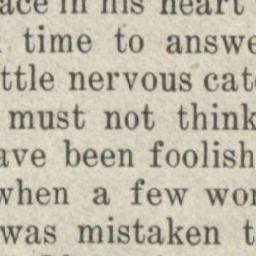 ace in his heart
time to answe
ttle nervous cat
must not think
ave been foolish
when a few wor
was mistaken t